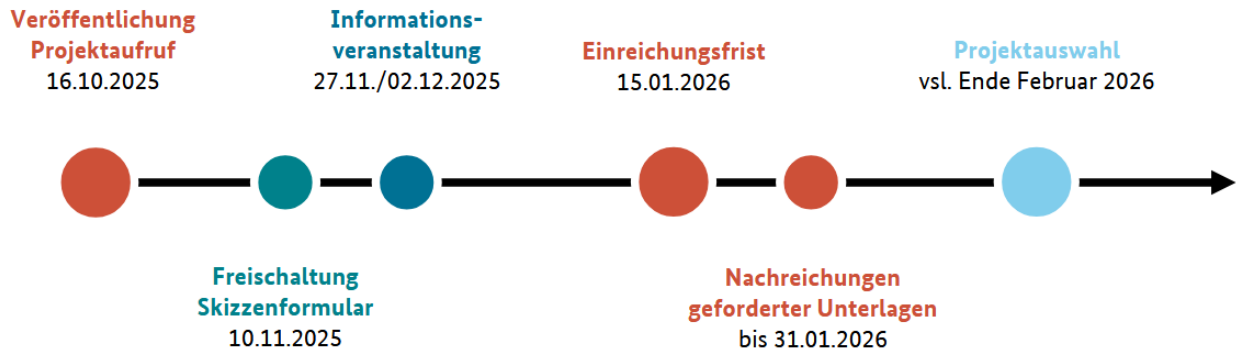 Veröffentlichung
Projektaufruf
16.10.2025
Freischaltung
Skizzenformular
10.11.2025
Informations-
veranstaltung
27.11./02.12.2025
Einreichungsfrist
15.01.2026
Nachreichungen
geforderter Unterlagen
bis 31.01.2026
Projektauswahl
vsl. Ende Februar 2026